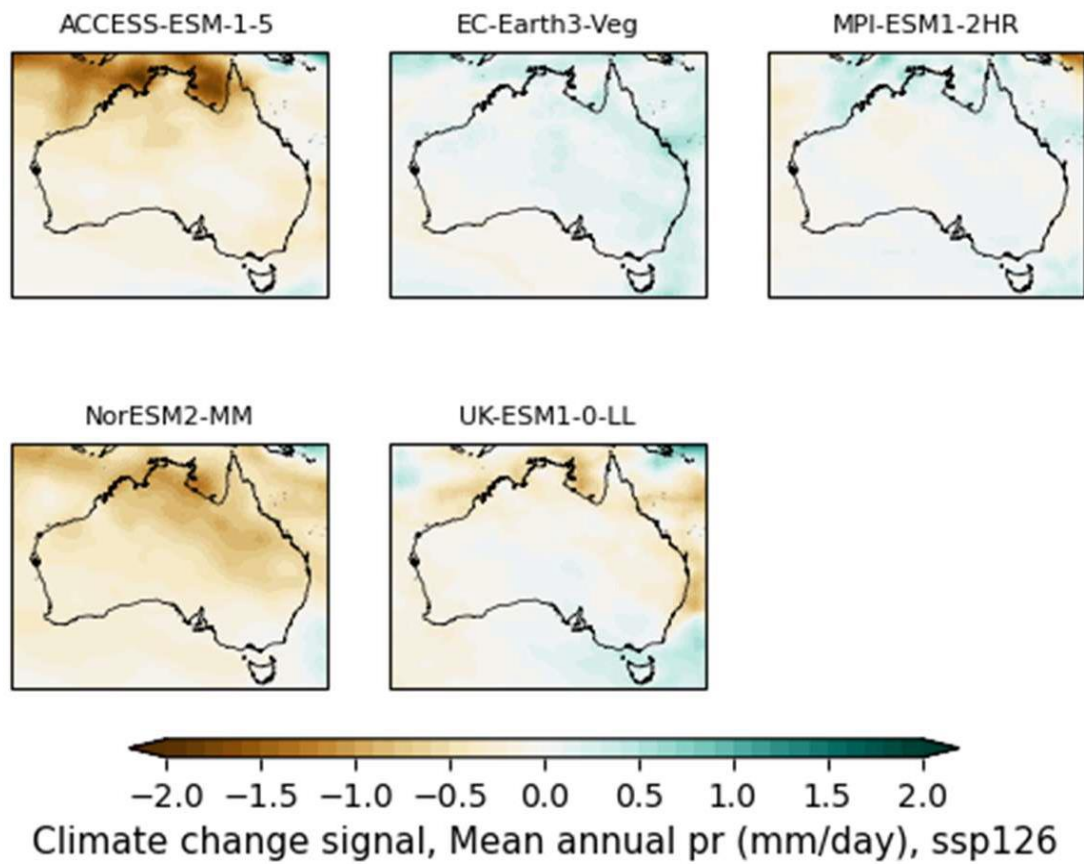 ACCESS-ESM-1-5
EC-Earth3-Veg
MPI-ESM1-2HR
NorESM2-MM
UK-ESM1-0-LL
−2.0 −1.5 −1.0 −0.5 0.0 0.5 1.0 1.5 2.0
Climate change signal, Mean annual pr (mm/day), ssp126